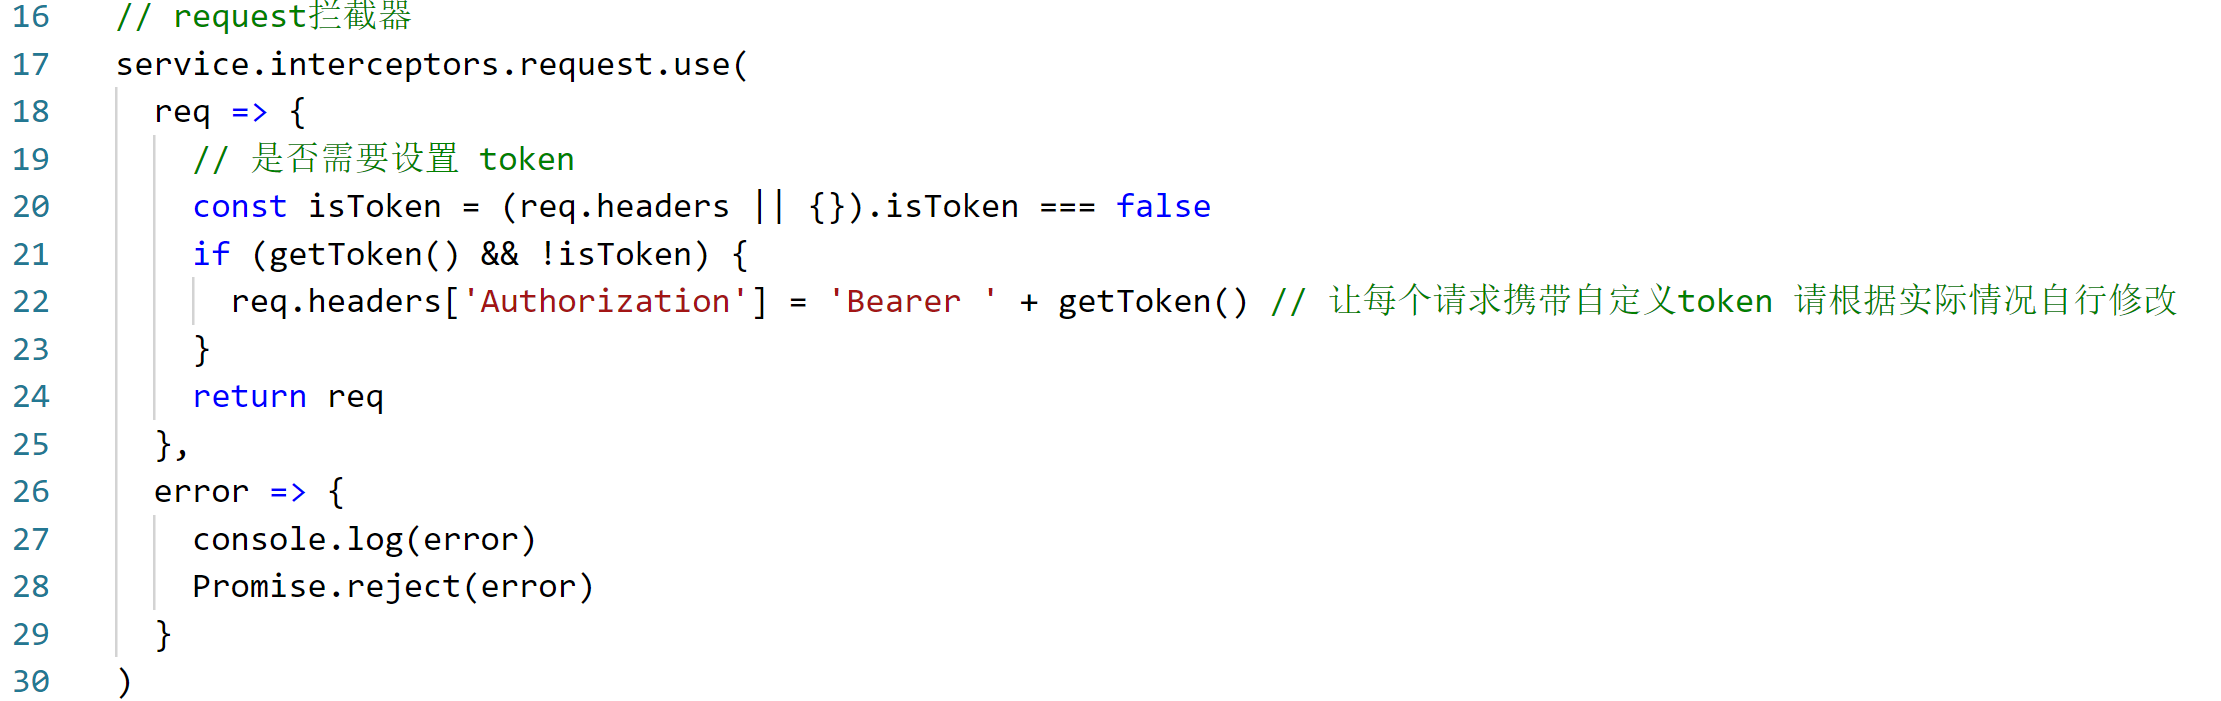 16 // request拦截器
17 service.interceptors.request.use(
18 req => {
19 // 是否需要设置 token
20 const isToken = (req.headers || {}).isToken === false
21 if (getToken() && !isToken) {
22 req.headers['Authorization'] = 'Bearer ' + getToken() // 让每个请求携带自定义token 请根据实际情况自行修改
23 }
24 return req
25 },
26 error => {
27 console.log(error)
28 Promise.reject(error)
29 }
30 )